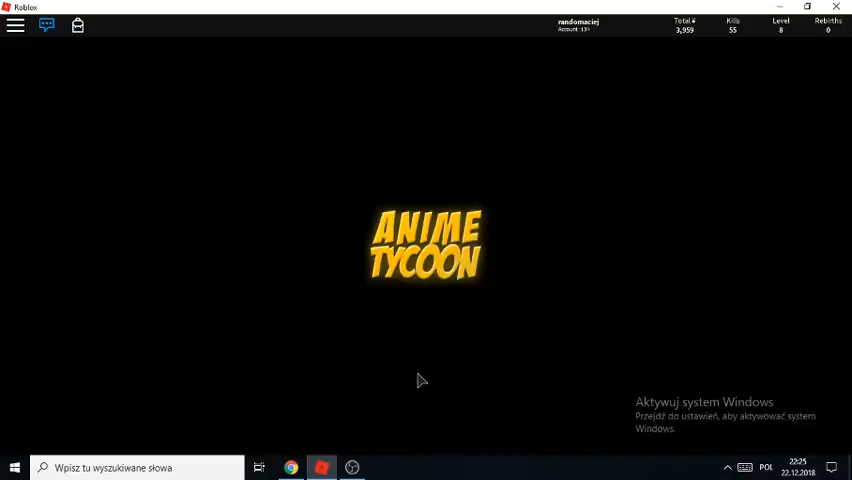 Roblox
randomaciej
Account: 13+
Total ¥
3,959
Kills
55
Level
8
Rebirths
0
ANIME
TYCOON
Aktywuj system Windows
Przejdź do ustawień, aby aktywować system
Windows.
Wpisz tu wyszukiwane słowa
POL
22:25
22.12.2018